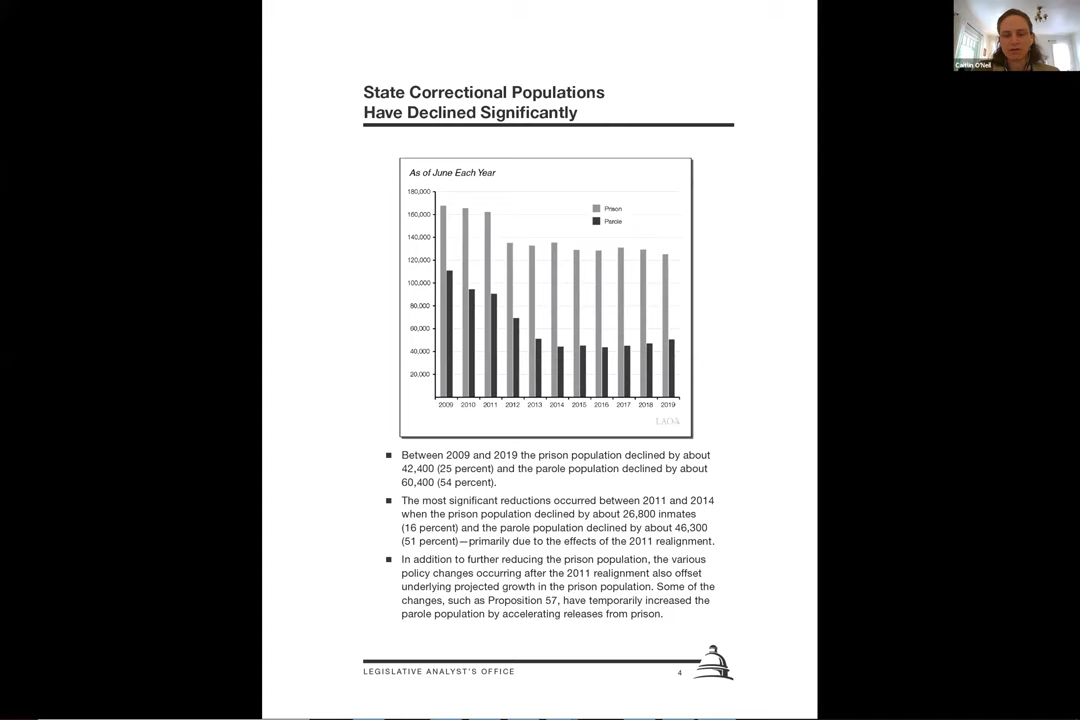 Caitlin O'Neil
State Correctional Populations
Have Declined Significantly
As of June Each Year
180,000
160,000
140,000
120,000
100,000
80,000
60,000
40,000
20,000
Prison
Parole
2009 2010 2011 2012 2013 2014 2015 2016 2017 2018 2019
LAO
■ Between 2009 and 2019 the prison population declined by about
42,400 (25 percent) and the parole population declined by about
60,400 (54 percent).
■ The most significant reductions occurred between 2011 and 2014
when the prison population declined by about 26,800 inmates
(16 percent) and the parole population declined by about 46,300
(51 percent)—primarily due to the effects of the 2011 realignment.
■ In addition to further reducing the prison population, the various
policy changes occurring after the 2011 realignment also offset
underlying projected growth in the prison population. Some of the
changes, such as Proposition 57, have temporarily increased the
parole population by accelerating releases from prison.
LEGISLATIVE ANALYST'S OFFICE
4